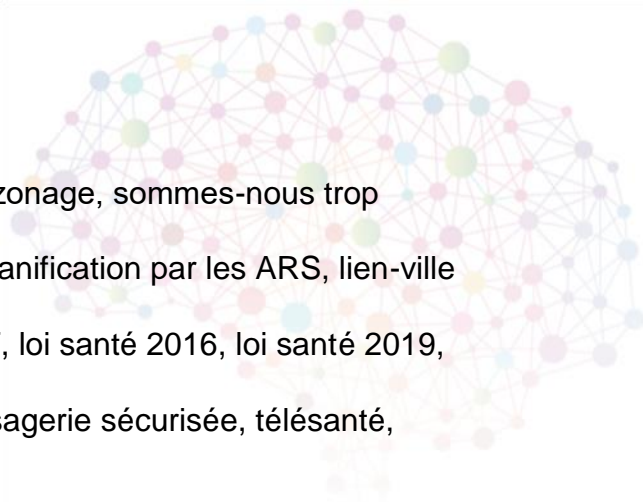 zonage, sommes-nous trop
anification par les ARS, lien-ville
, loi santé 2016, loi santé 2019,
sagerie sécurisée, télésanté,